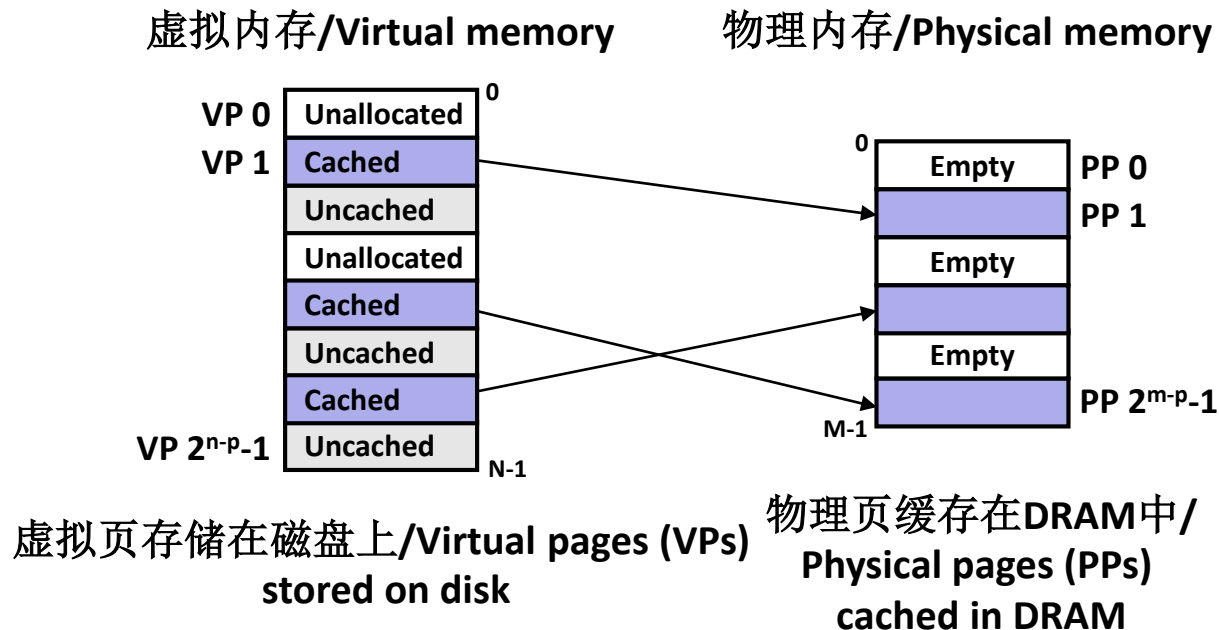 虚拟内存/Virtual memory
物理内存/Physical memory
0
VP 0 Unallocated
VP 1 Cached
Uncached
Unallocated
Cached
Uncached
Cached
VP 2ⁿ⁻ᵖ-1 Uncached
N-1
0
Empty PP 0
PP 1
Empty
Empty
PP 2ᵐ⁻ᵖ-1
M-1
虚拟页存储在磁盘上/Virtual pages (VPs)
stored on disk
物理页缓存在DRAM中/
Physical pages (PPs)
cached in DRAM